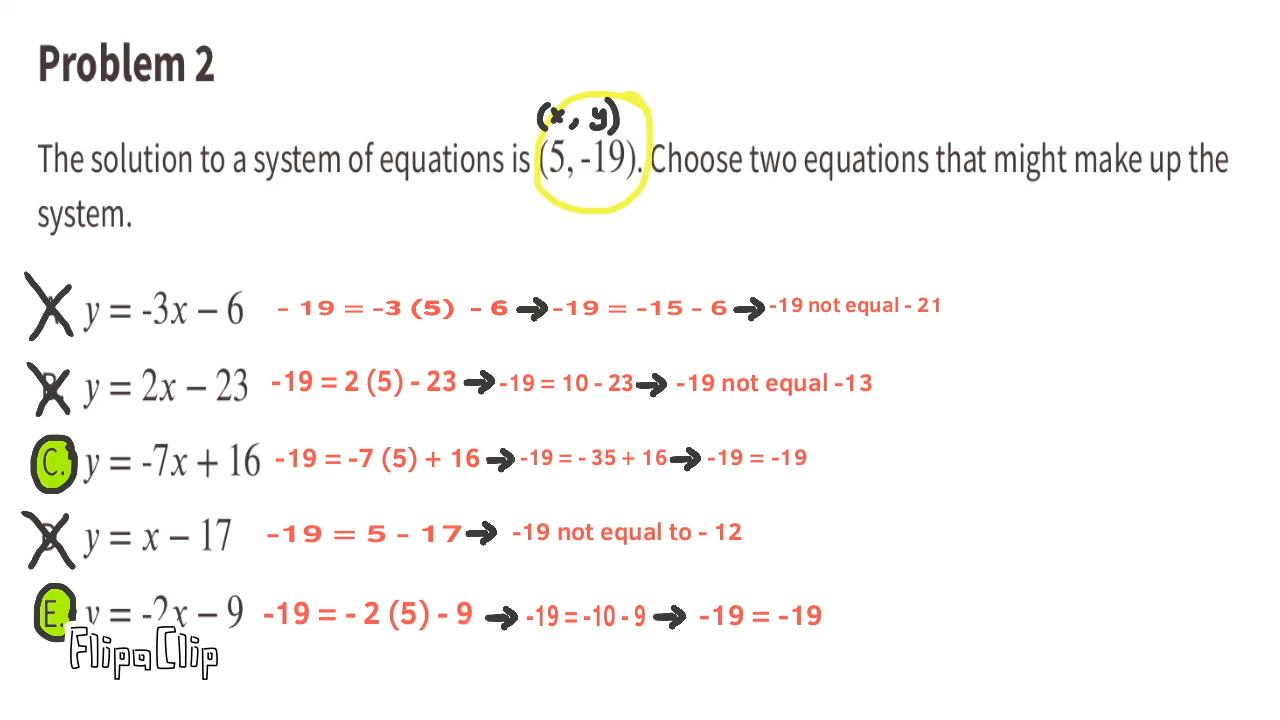 Problem 2
(x, y)
The solution to a system of equations is (5, -19). Choose two equations that might make up the
system.
y = -3x – 6 - 19 = -3 (5) - 6 → -19 = -15 - 6 → -19 not equal - 21
y = 2x – 23 -19 = 2 (5) - 23 → -19 = 10 - 23 → -19 not equal -13
C. y = -7x + 16 -19 = -7 (5) + 16 → -19 = - 35 + 16 → -19 = -19
y = x – 17 -19 = 5 - 17 → -19 not equal to - 12
E. y = -2x – 9 -19 = - 2 (5) - 9 → -19 = -10 - 9 → -19 = -19
FlipaClip